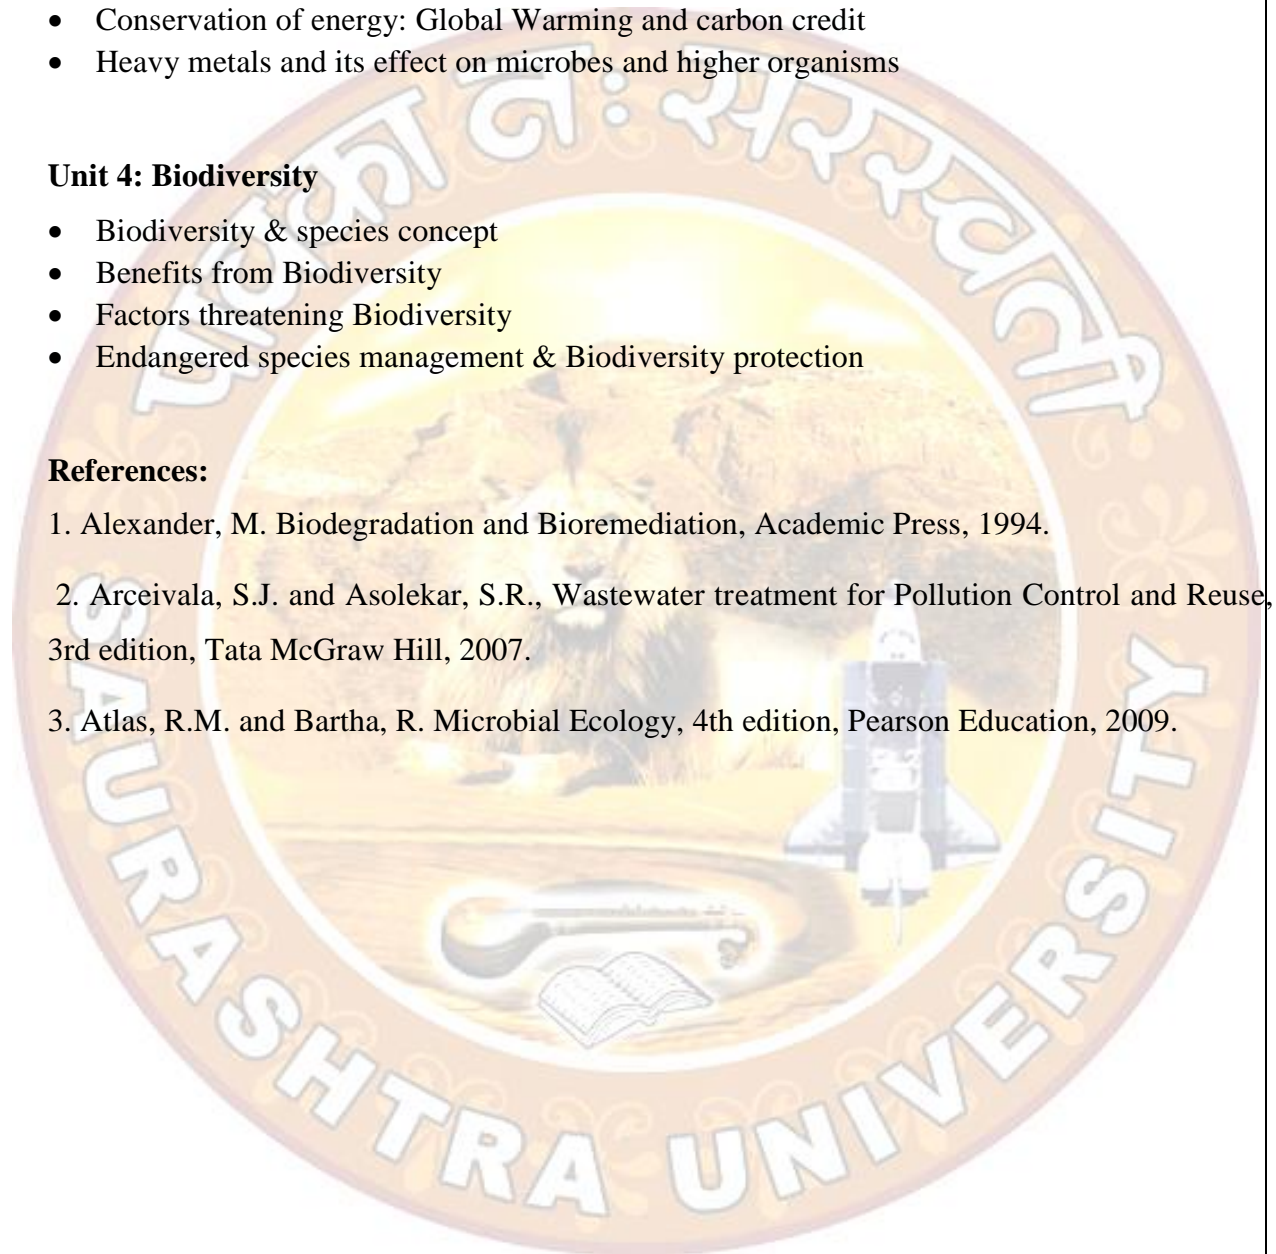 • Conservation of energy: Global Warming and carbon credit
• Heavy metals and its effect on microbes and higher organisms
Unit 4: Biodiversity
• Biodiversity & species concept
• Benefits from Biodiversity
• Factors threatening Biodiversity
• Endangered species management & Biodiversity protection
References:
1. Alexander, M. Biodegradation and Bioremediation, Academic Press, 1994.
2. Arceivala, S.J. and Asolekar, S.R., Wastewater treatment for Pollution Control and Reuse,
3rd edition, Tata McGraw Hill, 2007.
3. Atlas, R.M. and Bartha, R. Microbial Ecology, 4th edition, Pearson Education, 2009.
पावका नः सरस्वती
SAURASHTRA UNIVERSITY